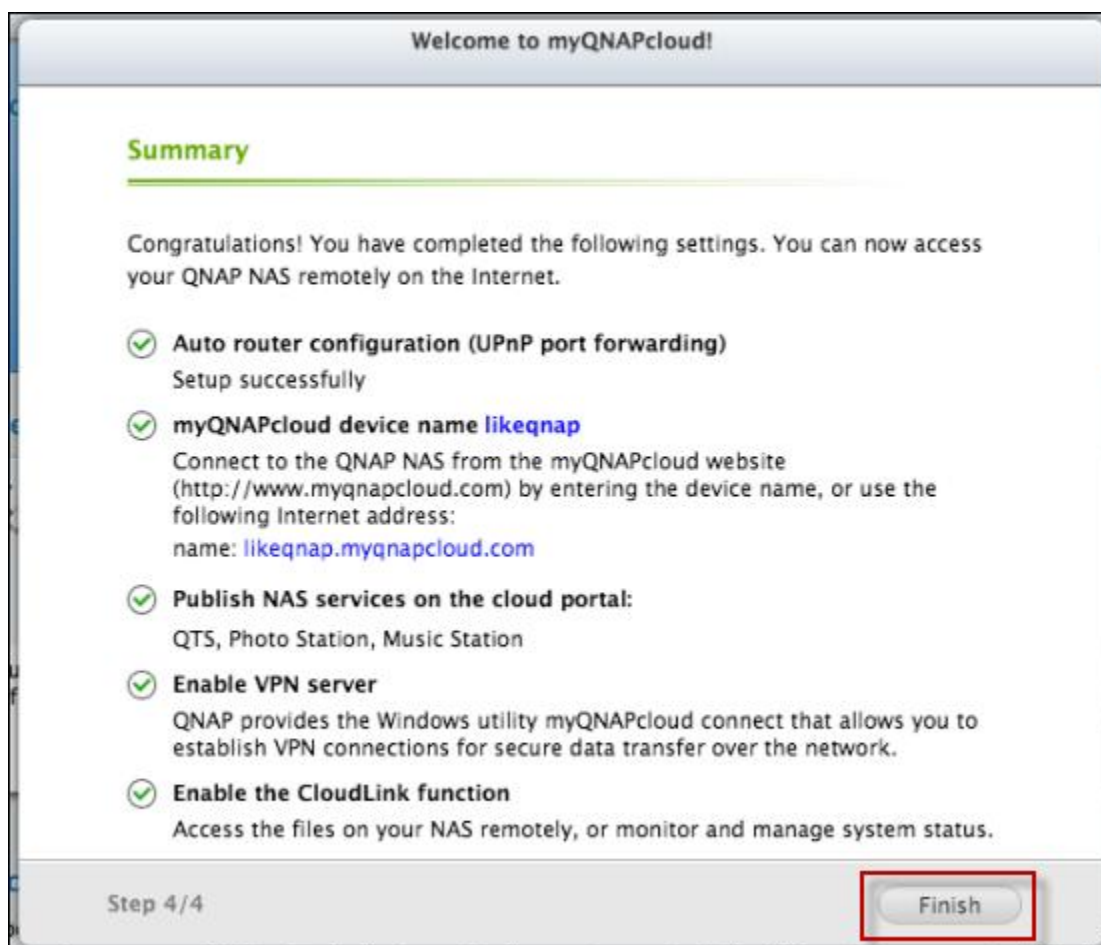 Welcome to myQNAPcloud!
Summary
Congratulations! You have completed the following settings. You can now access
your QNAP NAS remotely on the Internet.
Auto router configuration (UPnP port forwarding)
Setup successfully
myQNAPcloud device name likeqnap
Connect to the QNAP NAS from the myQNAPcloud website
(http://www.myqnapcloud.com) by entering the device name, or use the
following Internet address:
name: likeqnap.myqnapcloud.com
Publish NAS services on the cloud portal:
QTS, Photo Station, Music Station
Enable VPN server
QNAP provides the Windows utility myQNAPcloud connect that allows you to
establish VPN connections for secure data transfer over the network.
Enable the CloudLink function
Access the files on your NAS remotely, or monitor and manage system status.
Step 4/4
Finish